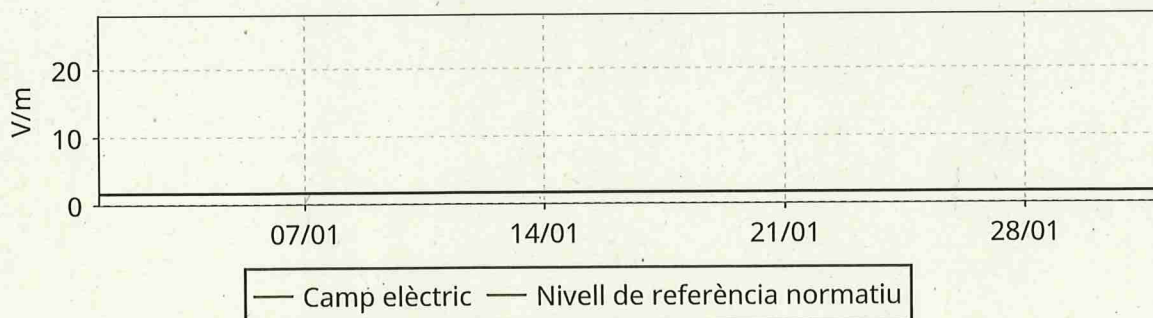 V/m
20
10
0
07/01 14/01 21/01 28/01
Camp elèctric Nivell de referència normatiu